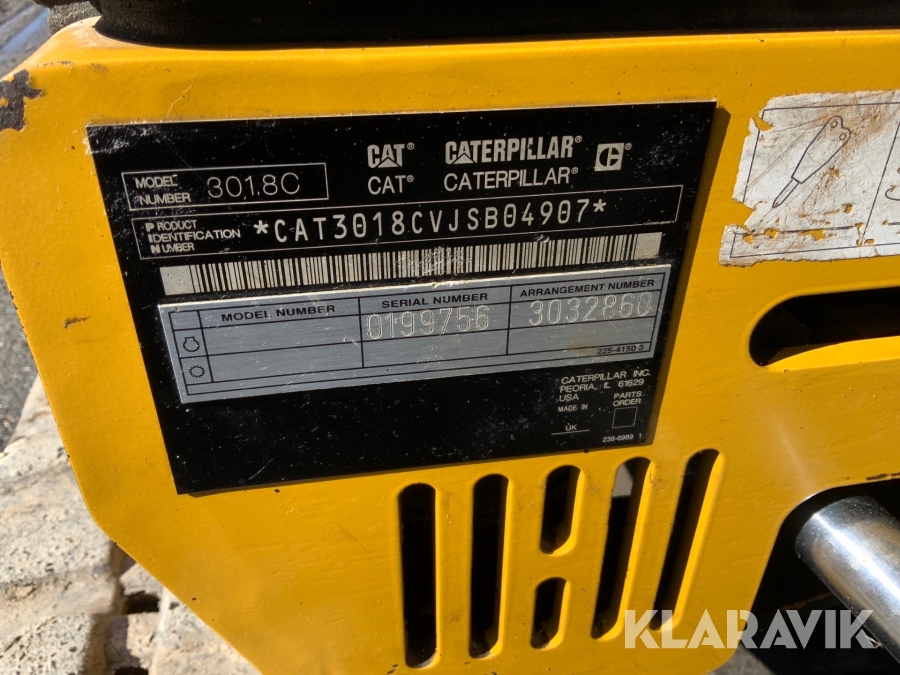 CAT CATERPILLAR C
CAT® CATERPILLAR®
MODEL NUMBER 301.8C
PRODUCT IDENTIFICATION NUMBER *CAT3018CVJSB04907*
MODEL NUMBER SERIAL NUMBER ARRANGEMENT NUMBER
0199756 3032860
225-4150 3
CATERPILLAR INC.
PEORIA, IL 61629
USA
MADE IN
UK
PARTS ORDER
239-8989 1
KLARAVIK